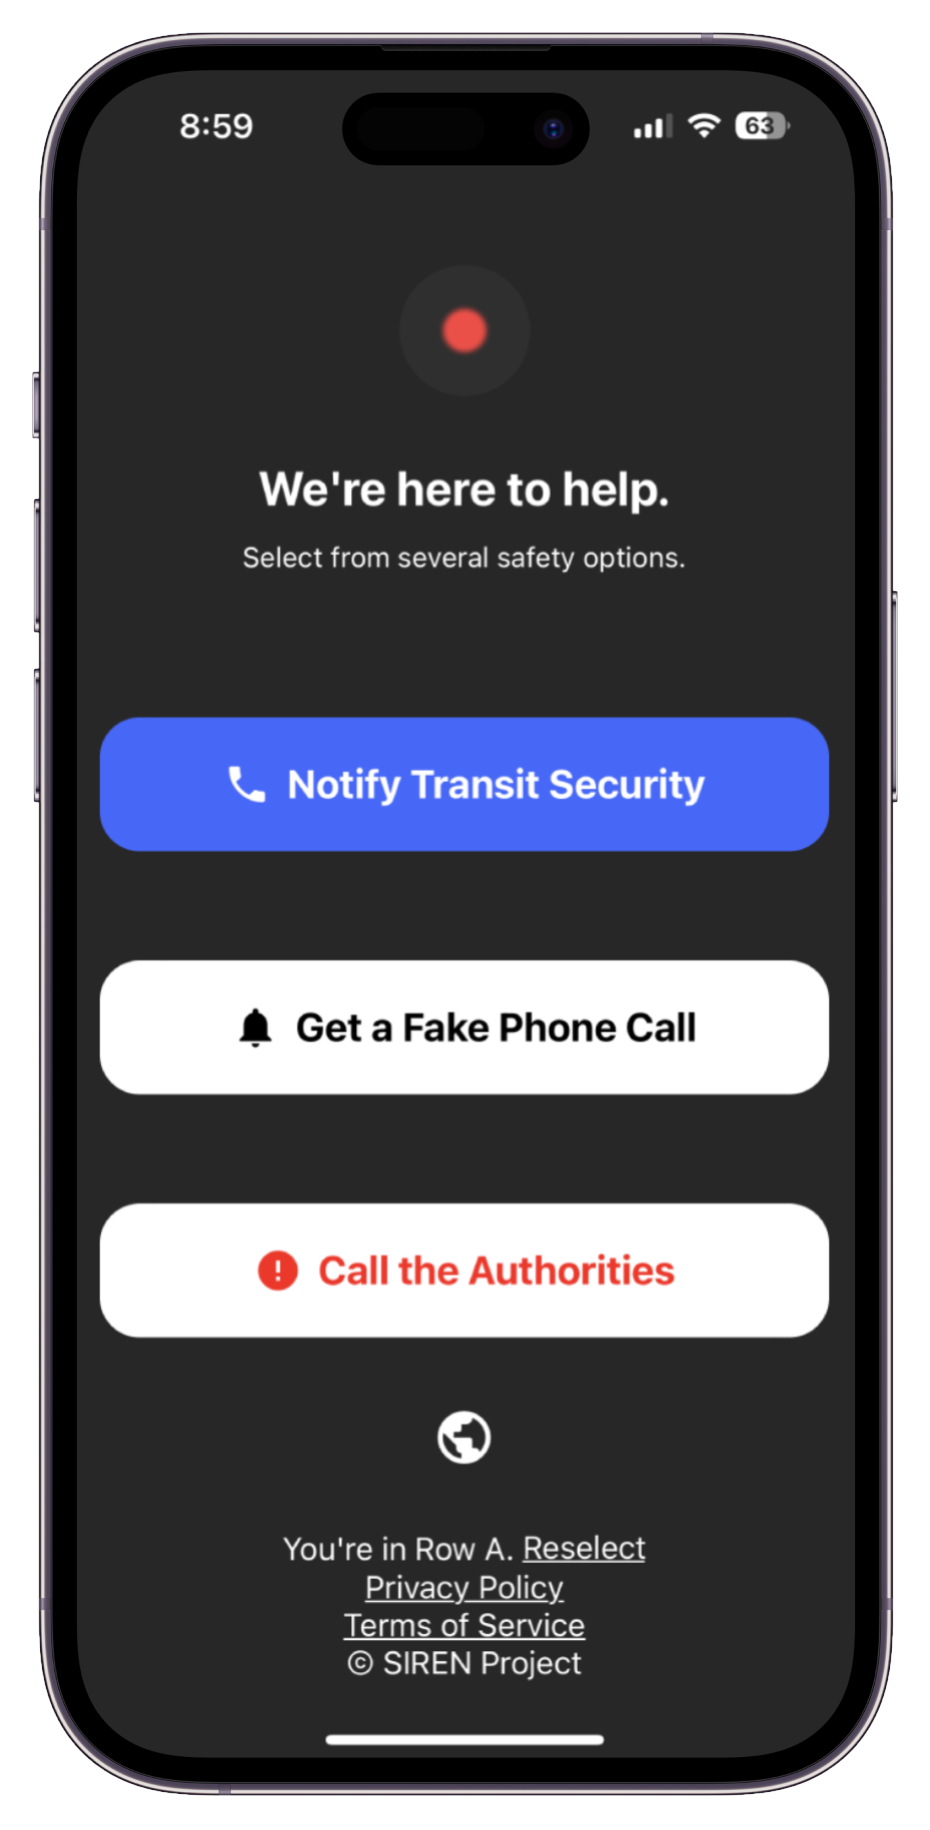 8:59
63
We're here to help.
Select from several safety options.
Notify Transit Security
Get a Fake Phone Call
Call the Authorities
You're in Row A. Reselect
Privacy Policy
Terms of Service
© SIREN Project